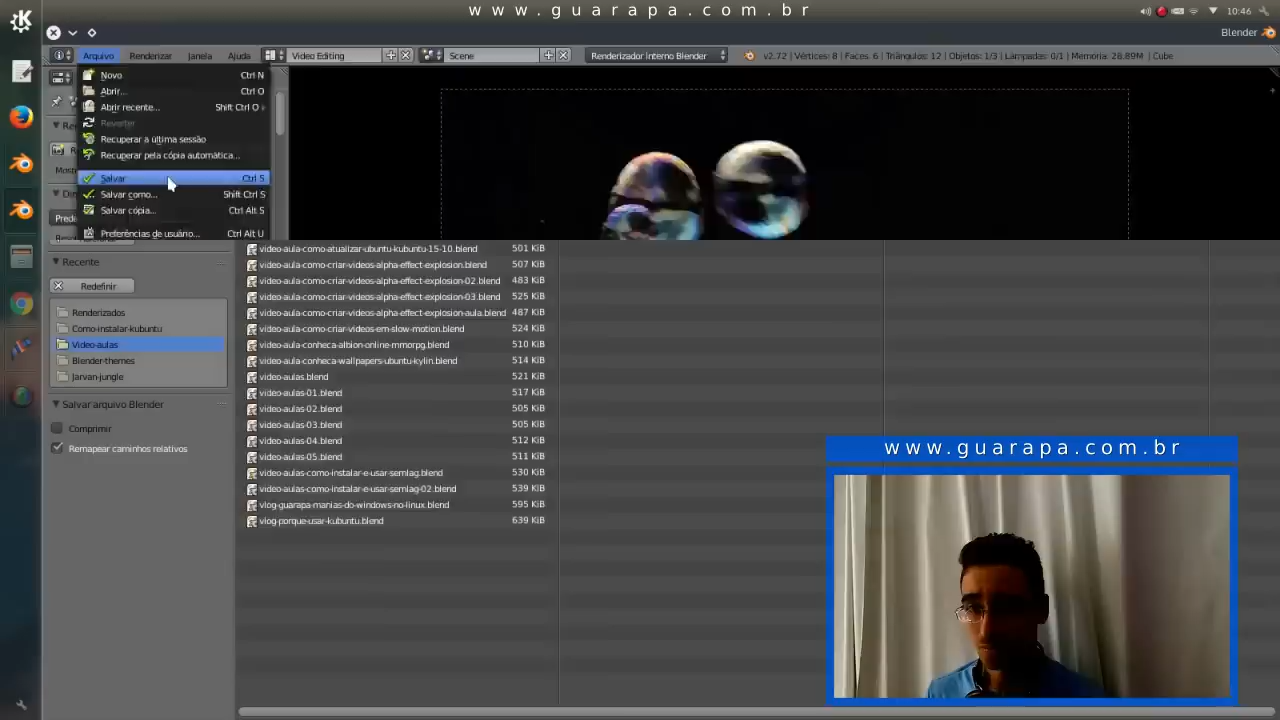 www.guarapa.com.br
10:46
Blender
Arquivo Renderizar Janela Ajuda Video Editing Scene Renderizador interno Blender v2.72 | Vértices: 8 | Faces: 6 | Triângulos: 12 | Objetos: 1/3 | Lâmpadas: 0/1 | Memória: 28.89M | Cube
Novo Ctrl N
Abrir... Ctrl O
Abrir recente... Shift Ctrl O
Reverter
Recuperar a última sessão
Recuperar pela cópia automática...
Salvar Ctrl S
Salvar como... Shift Ctrl S
Salvar cópia... Ctrl Alt S
Preferências de usuário... Ctrl Alt U
video-aula-como-atualizar-ubuntu-kubuntu-15-10.blend 501 KiB
Recente
video-aula-como-criar-videos-alpha-effect-explosion.blend 507 KiB
Redefinir
video-aula-como-criar-videos-alpha-effect-explosion-02.blend 483 KiB
video-aula-como-criar-videos-alpha-effect-explosion-03.blend 525 KiB
Renderizados
video-aula-como-criar-videos-alpha-effect-explosion-aula.blend 487 KiB
Como-instalar-kubuntu
video-aula-como-criar-videos-em-slow-motion.blend 524 KiB
Video-aulas
video-aula-conheca-albion-online-mmorpg.blend 510 KiB
Blender-themes
video-aula-conheca-wallpapers-ubuntu-kylin.blend 514 KiB
Jarvan-jungle
video-aulas.blend 521 KiB
video-aulas-01.blend 517 KiB
Salvar arquivo Blender
video-aulas-02.blend 505 KiB
Comprimir
video-aulas-03.blend 505 KiB
Remapear caminhos relativos
video-aulas-04.blend 512 KiB
video-aulas-05.blend 511 KiB
video-aulas-como-instalar-e-usar-semlag.blend 530 KiB
video-aulas-como-instalar-e-usar-semlag-02.blend 539 KiB
vlog-guarapa-manias-do-windows-no-linux.blend 595 KiB
vlog-porque-usar-kubuntu.blend 639 KiB
www.guarapa.com.br